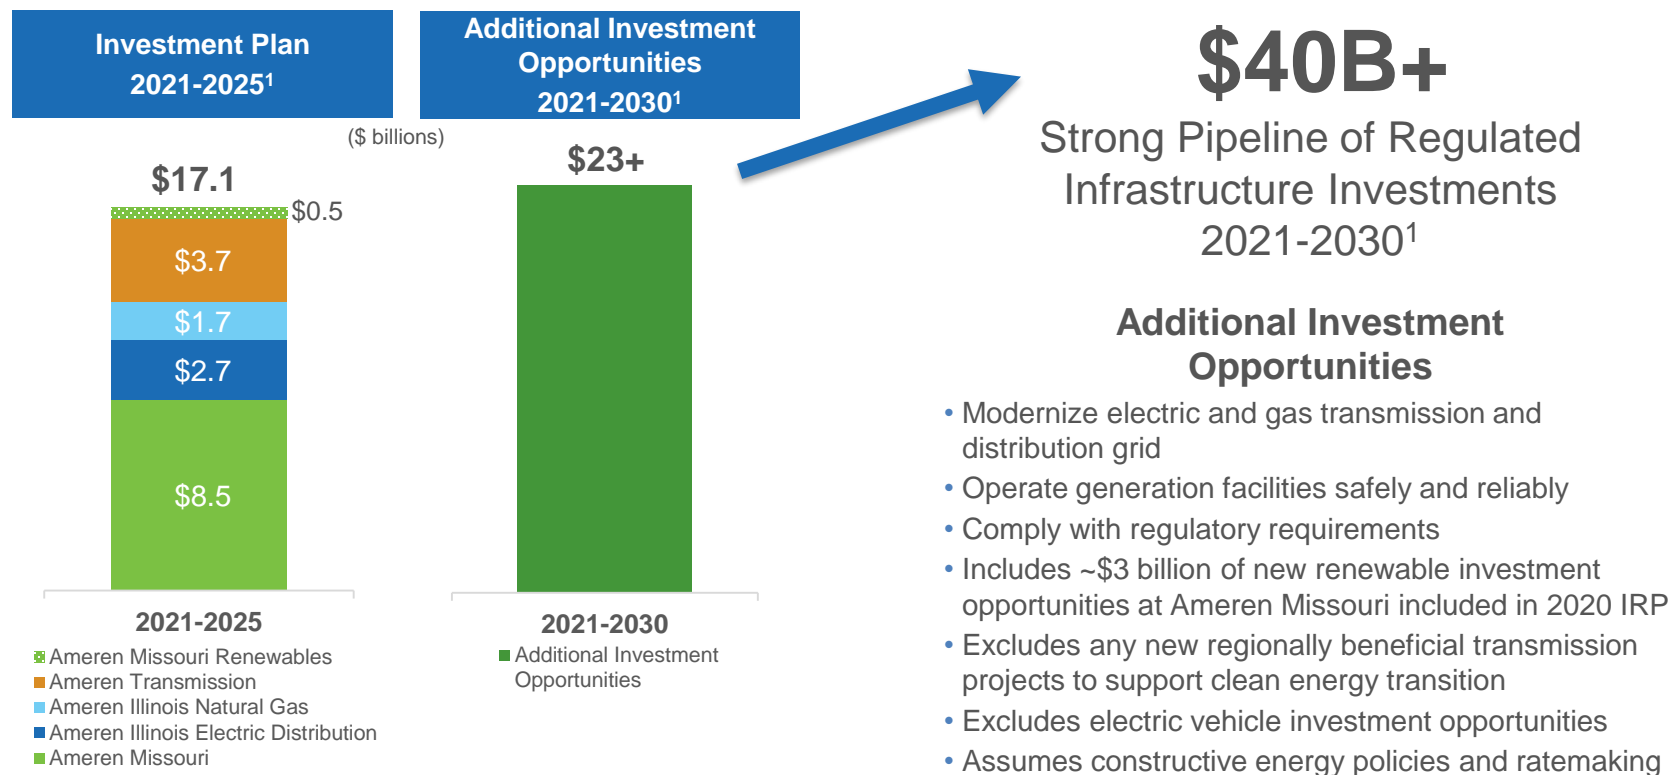 Investment Plan
2021-2025¹
Additional Investment
Opportunities
2021-2030¹
($ billions)
$17.1
$0.5
$3.7
$1.7
$2.7
$8.5
2021-2025
Ameren Missouri Renewables
Ameren Transmission
Ameren Illinois Natural Gas
Ameren Illinois Electric Distribution
Ameren Missouri
$23+
2021-2030
Additional Investment
Opportunities
$40B+
Strong Pipeline of Regulated
Infrastructure Investments
2021-2030¹
Additional Investment
Opportunities
• Modernize electric and gas transmission and
distribution grid
• Operate generation facilities safely and reliably
• Comply with regulatory requirements
• Includes ~$3 billion of new renewable investment
opportunities at Ameren Missouri included in 2020 IRP
• Excludes any new regionally beneficial transmission
projects to support clean energy transition
• Excludes electric vehicle investment opportunities
• Assumes constructive energy policies and ratemaking